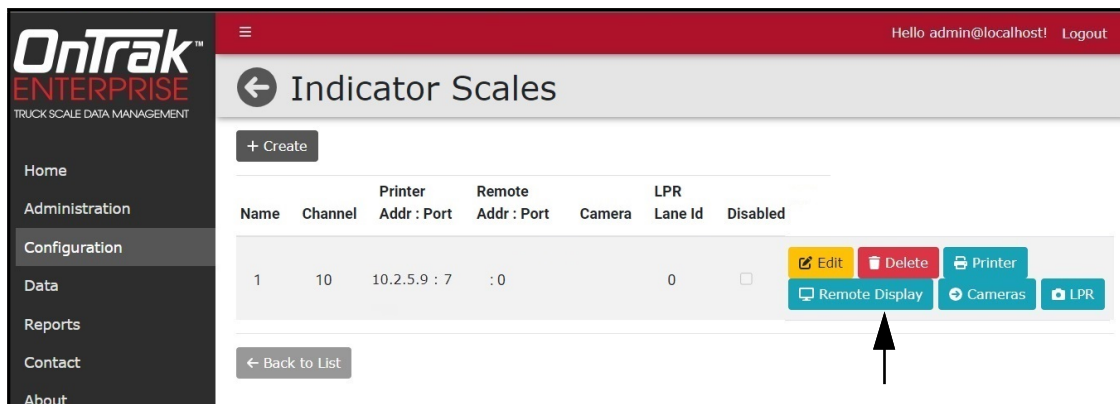 OnTrak™
ENTERPRISE
TRUCK SCALE DATA MANAGEMENT
Home
Administration
Configuration
Data
Reports
Contact
About
Hello admin@localhost! Logout
Indicator Scales
+ Create
Name Channel Printer Addr : Port Remote Addr : Port Camera LPR Lane Id Disabled
1 10 10.2.5.9 : 7 : 0 0
Edit Delete Printer
Remote Display Cameras LPR
← Back to List